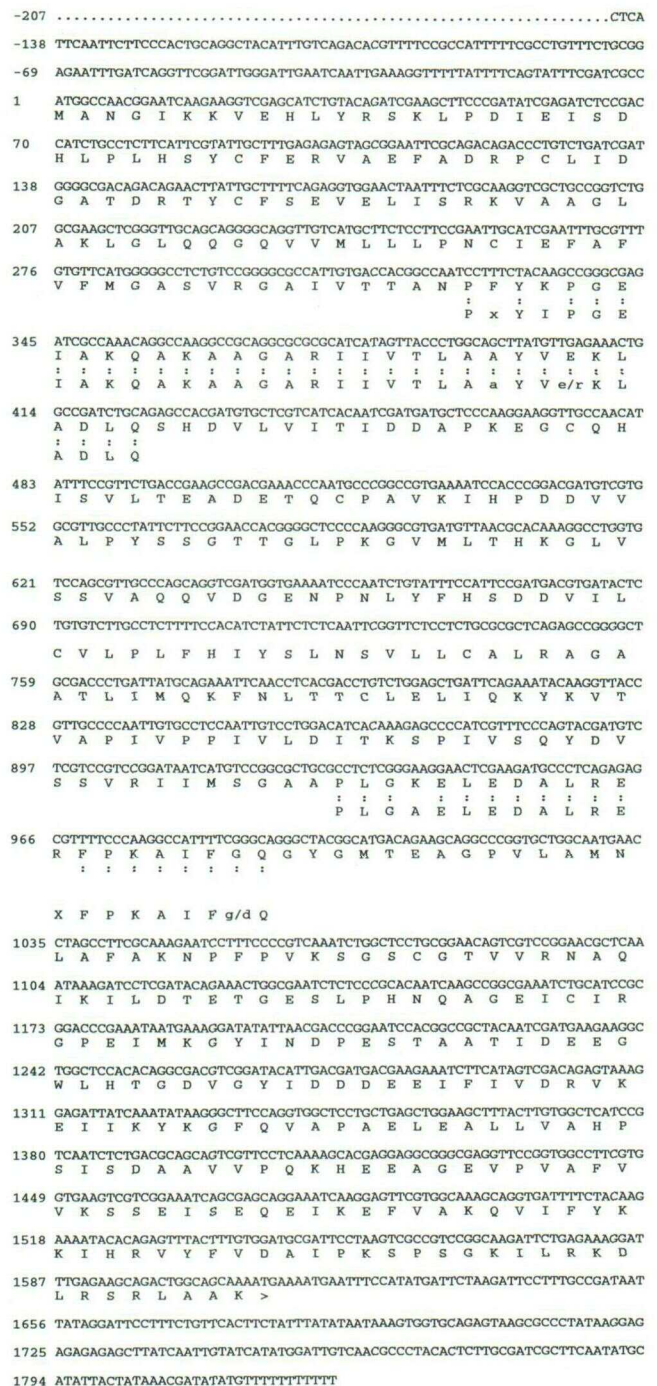 -207 ............................................................CTCA
-138 TTCAATTCTTCCCACTGCAGGCTACATTTGTCAGACACGTTTTCCGCCATTTTTCGCCTGTTTCTGCGG
-69 AGAATTTGATCAGGTTCGGATTGGGATTGAATCAATTGAAAGGTTTTTATTTTCAGTATTTCGATCGCC
1 ATGGCCAACGGAATCAAGAAGGTCGAGCATCTGTACAGATCGAAGCTTCCCGATATCGAGATCTCCGAC
M A N G I K K V E H L Y R S K L P D I E I S D
70 CATCTGCCTCTTCATTCGTATTGCTTTGAGAGAGTAGCGGAATTCGCAGACAGACCCTGTCTGATCGAT
H L P L H S Y C F E R V A E F A D R P C L I D
138 GGGGCGACAGACAGAACTTATTGCTTTTCAGAGGTGGAACTAATTTCTCGCAAGGTCGCTGCCGGTCTG
G A T D R T Y C F S E V E L I S R K V A A G L
207 GCGAAGCTCGGGTTGCAGCAGGGGCAGGTTGTCATGCTTCTCCTTCCGAATTGCATCGAATTTGCGTTT
A K L G L Q Q G Q V V M L L L P N C I E F A F
276 GTGTTCATGGGGGCCTCTGTCCGGGGCGCCATTGTGACCACGGCCAATCCTTTCTACAAGCCGGGCGAG
V F M G A S V R G A I V T T A N P F Y K P G E
: : : : :
P x Y I P G E
345 ATCGCCAAACAGGCCAAGGCCGCAGGCGCGCGCATCATAGTTACCCTGGCAGCTTATGTTGAGAAACTG
I A K Q A K A A G A R I I V T L A A Y V E K L
: : : : : : : : : : : : : : : : : : : : : : :
I A K Q A K A A G A R I I V T L A a Y V e/r K L
414 GCCGATCTGCAGAGCCACGATGTGCTCGTCATCACAATCGATGATGCTCCCAAGGAAGGTTGCCAACAT
A D L Q S H D V L V I T I D D A P K E G C Q H
: : : :
A D L Q
483 ATTTCCGTTCTGACCGAAGCCGACGAAACCCAATGCCCGGCCGTGAAAATCCACCCGGACGATGTCGTG
I S V L T E A D E T Q C P A V K I H P D D V V
552 GCGTTGCCCTATTCTTCCGGAACCACGGGGCTCCCCAAGGGCGTGATGTTAACGCACAAAGGCCTGGTG
A L P Y S S G T T G L P K G V M L T H K G L V
621 TCCAGCGTTGCCCAGCAGGTCGATGGTGAAAATCCCAATCTGTATTTCCATTCCGATGACGTGATACTC
S S V A Q Q V D G E N P N L Y F H S D D V I L
690 TGTGTCTTGCCTCTTTTCCACATCTATTCTCTCAATTCGGTTCTCCTCTGCGCGCTCAGAGCCGGGGCT
C V L P L F H I Y S L N S V L L C A L R A G A
759 GCGACCCTGATTATGCAGAAATTCAACCTCACGACCTGTCTGGAGCTGATTCAGAAATACAAGGTTACC
A T L I M Q K F N L T T C L E L I Q K Y K V T
828 GTTGCCCCAATTGTGCCTCCAATTGTCCTGGACATCACAAAGAGCCCCATCGTTTCCCAGTACGATGTC
V A P I V P P I V L D I T K S P I V S Q Y D V
897 TCGTCCGTCCGGATAATCATGTCCGGCGCTGCGCCTCTCGGGAAGGAACTCGAAGATGCCCTCAGAGAG
S S V R I I M S G A A P L G K E L E D A L R E
: : : : : : : : : :
P L G A E L E D A L R E
966 CGTTTTCCCAAGGCCATTTTCGGGCAGGGCTACGGCATGACAGAAGCAGGCCCGGTGCTGGCAATGAAC
R F P K A I F G Q G Y G M T E A G P V L A M N
: : : : : : :
X F P K A I F g/d Q
1035 CTAGCCTTCGCAAAGAATCCTTTCCCCGTCAAATCTGGCTCCTGCGGAACAGTCGTCCGGAACGCTCAA
L A F A K N P F P V K S G S C G T V V R N A Q
1104 ATAAAGATCCTCGATACAGAAACTGGCGAATCTCTCCCGCACAATCAAGCCGGCGAAATCTGCATCCGC
I K I L D T E T G E S L P H N Q A G E I C I R
1173 GGACCCGAAATAATGAAAGGATATATTAACGACCCGGAATCCACGGCCGCTACAATCGATGAAGAAGGC
G P E I M K G Y I N D P E S T A A T I D E E G
1242 TGGCTCCACACAGGCGACGTCGGATACATTGACGATGACGAAGAAATCTTCATAGTCGACAGAGTAAAG
W L H T G D V G Y I D D D E E I F I V D R V K
1311 GAGATTATCAAATATAAGGGCTTCCAGGTGGCTCCTGCTGAGCTGGAAGCTTTACTTGTGGCTCATCCG
E I I K Y K G F Q V A P A E L E A L L V A H P
1380 TCAATCTCTGACGCAGCAGTCGTTCCTCAAAAGCACGAGGAGGCGGGCGAGGTTCCGGTGGCCTTCGTG
S I S D A A V V P Q K H E E A G E V P V A F V
1449 GTGAAGTCGTCGGAAATCAGCGAGCAGGAAATCAAGGAGTTCGTGGCAAAGCAGGTGATTTTCTACAAG
V K S S E I S E Q E I K E F V A K Q V I F Y K
1518 AAAATACACAGAGTTTACTTTGTGGATGCGATTCCTAAGTCGCCGTCCGGCAAGATTCTGAGAAAGGAT
K I H R V Y F V D A I P K S P S G K I L R K D
1587 TTGAGAAGCAGACTGGCAGCAAAATGAAAATGAATTTCCATATGATTCTAAGATTCCTTTGCCGATAAT
L R S R L A A K >
1656 TATAGGATTCCTTTCTGTTCACTTCTATTTATATAATAAAGTGGTGCAGAGTAAGCGCCCTATAAGGAG
1725 AGAGAGAGCTTATCAATTGTATCATATGGATTGTCAACGCCCTACACTCTTGCGATCGCTTCAATATGC
1794 ATATTACTATAAACGATATATGTTTTTTTTTTT